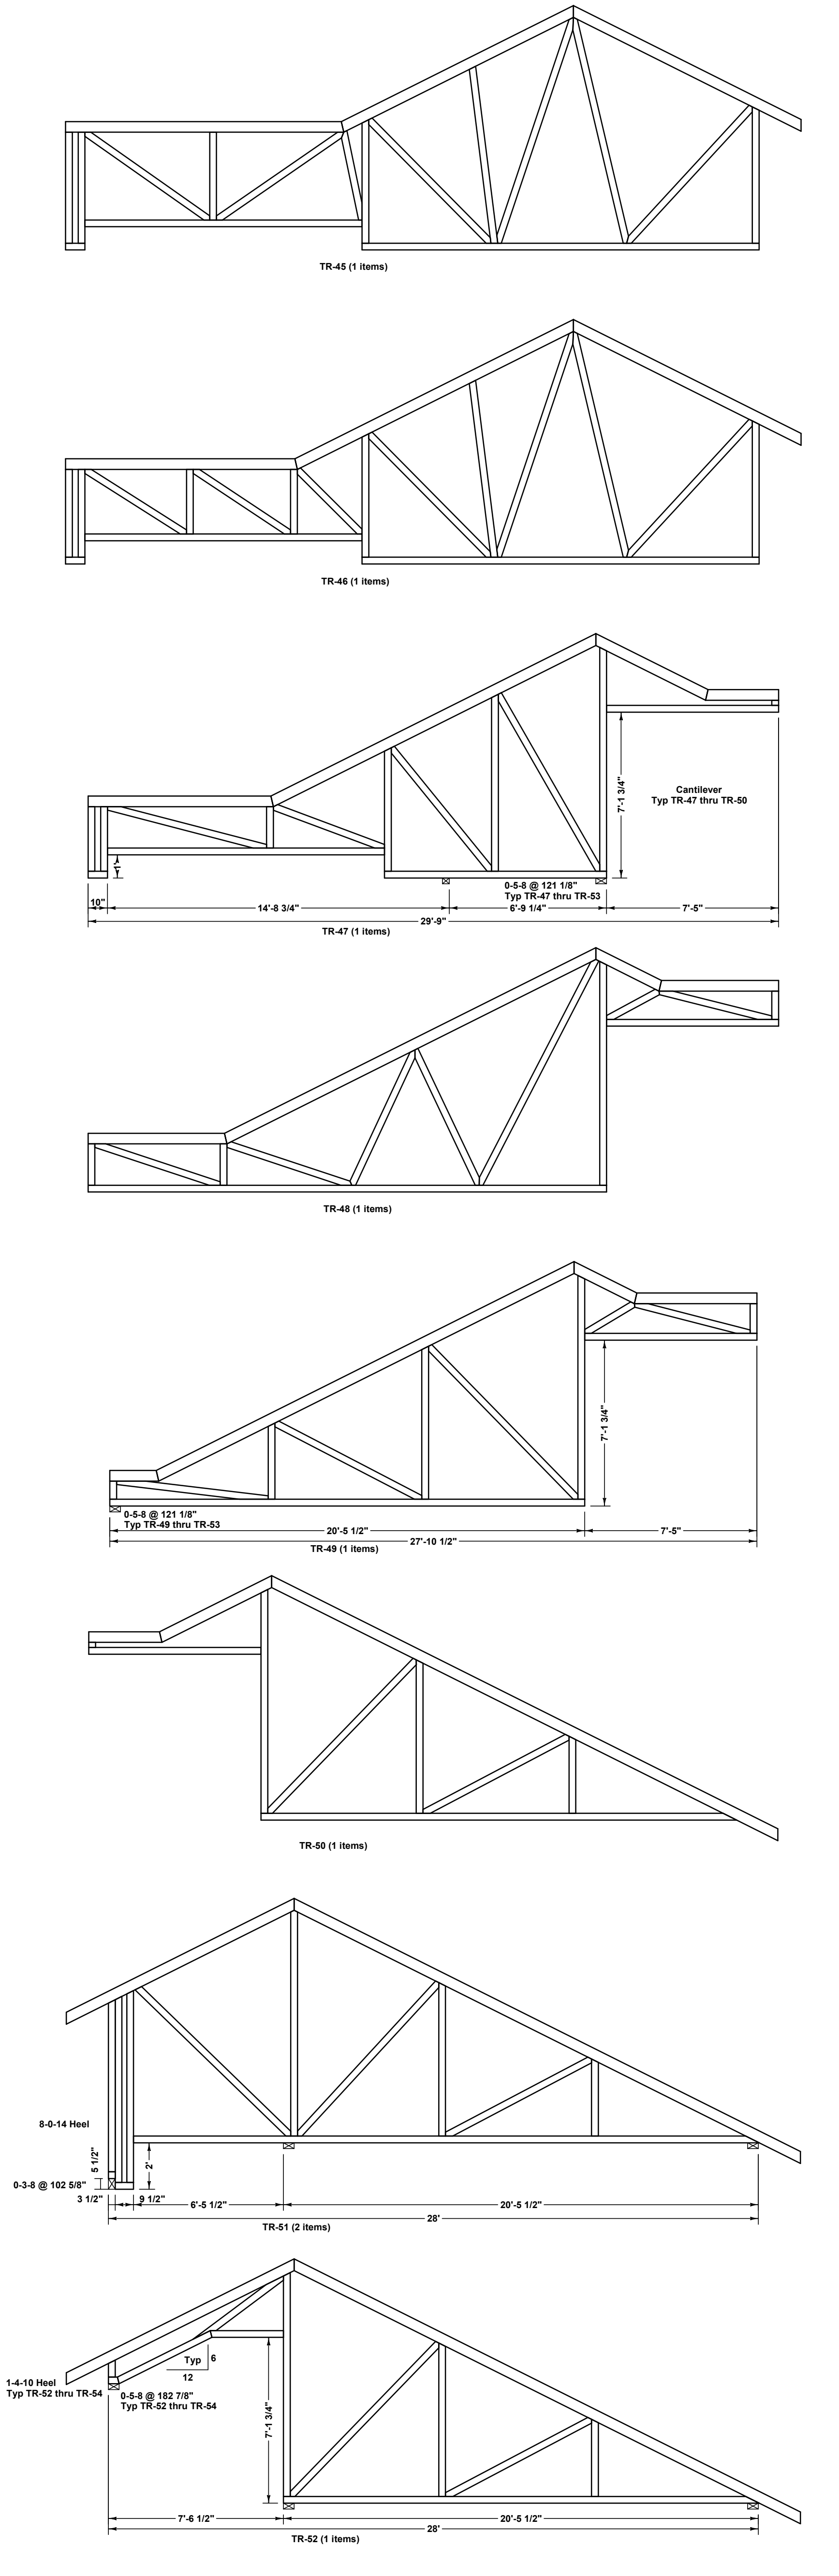 TR-45 (1 items)
TR-46 (1 items)
7'-1 3/4"
Cantilever
Typ TR-47 thru TR-50
1'
0-5-8 @ 121 1/8"
Typ TR-47 thru TR-53
10"
14'-8 3/4"
6'-9 1/4"
7'-5"
29'-9"
TR-47 (1 items)
TR-48 (1 items)
7'-1 3/4"
0-5-8 @ 121 1/8"
Typ TR-49 thru TR-53
20'-5 1/2"
7'-5"
27'-10 1/2"
TR-49 (1 items)
TR-50 (1 items)
8-0-14 Heel
5 1/2"
2'
0-3-8 @ 102 5/8"
3 1/2"
9 1/2"
6'-5 1/2"
20'-5 1/2"
28'
TR-51 (2 items)
Typ
6
12
1-4-10 Heel
Typ TR-52 thru TR-54
0-5-8 @ 182 7/8"
Typ TR-52 thru TR-54
7'-1 3/4"
7'-6 1/2"
20'-5 1/2"
28'
TR-52 (1 items)